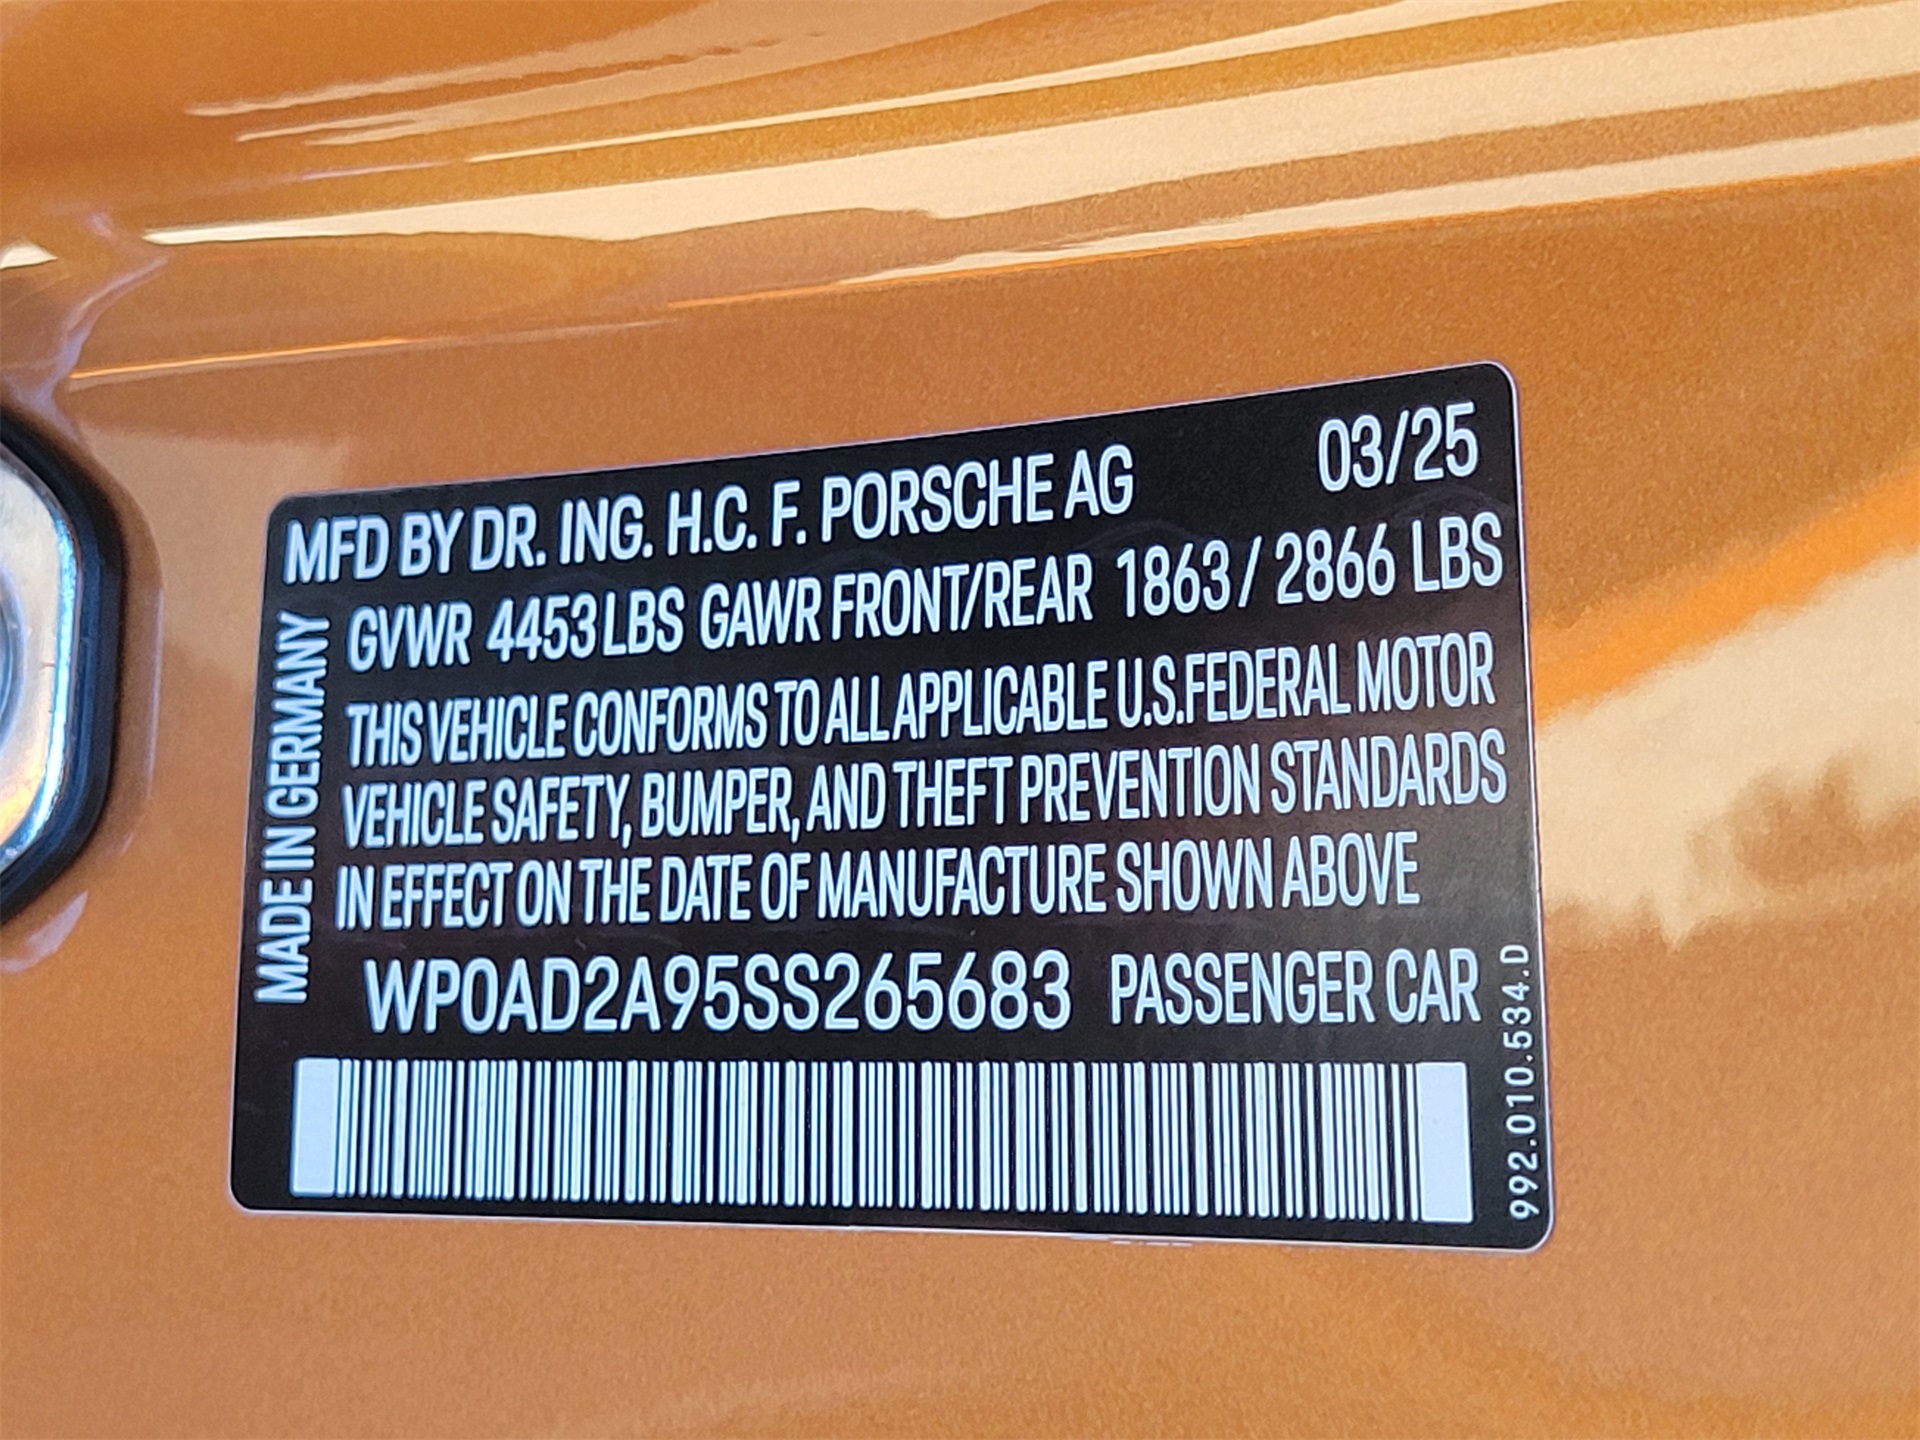 MFD BY DR. ING. H.C. F. PORSCHE AG 03/25
GVWR 4453 LBS GAWR FRONT/REAR 1863 / 2866 LBS
THIS VEHICLE CONFORMS TO ALL APPLICABLE U.S.FEDERAL MOTOR
VEHICLE SAFETY, BUMPER, AND THEFT PREVENTION STANDARDS
IN EFFECT ON THE DATE OF MANUFACTURE SHOWN ABOVE
WP0AD2A95SS265683 PASSENGER CAR
MADE IN GERMANY
992.010.534.D